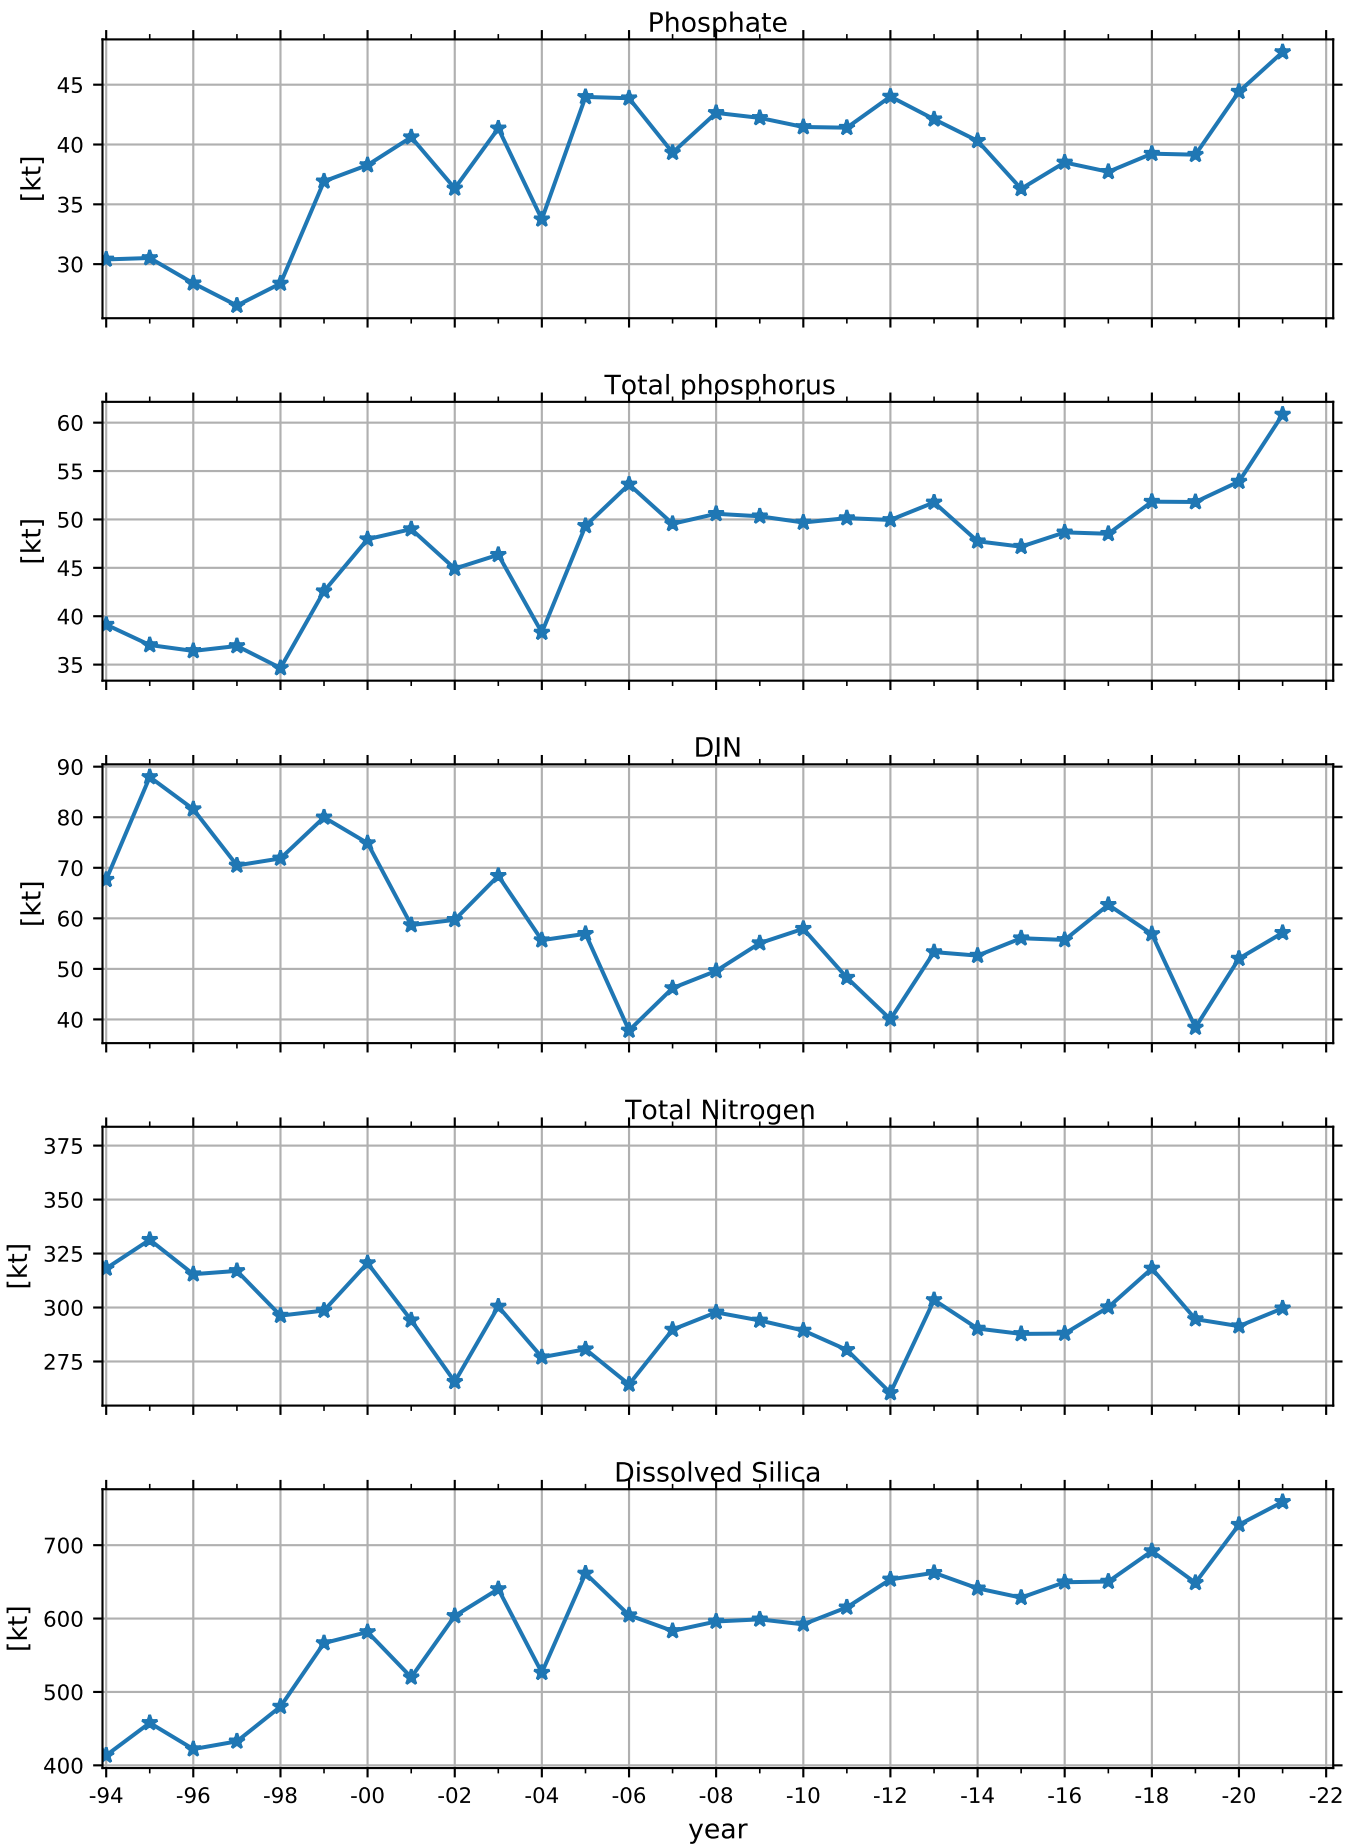 Phosphate
45
40
35
30
[kt]
Total phosphorus
60
55
50
45
40
35
[kt]
DIN
90
80
70
60
50
40
[kt]
Total Nitrogen
375
350
325
300
275
[kt]
Dissolved Silica
700
600
500
400
[kt]
-94 -96 -98 -00 -02 -04 -06 -08 -10 -12 -14 -16 -18 -20 -22
year